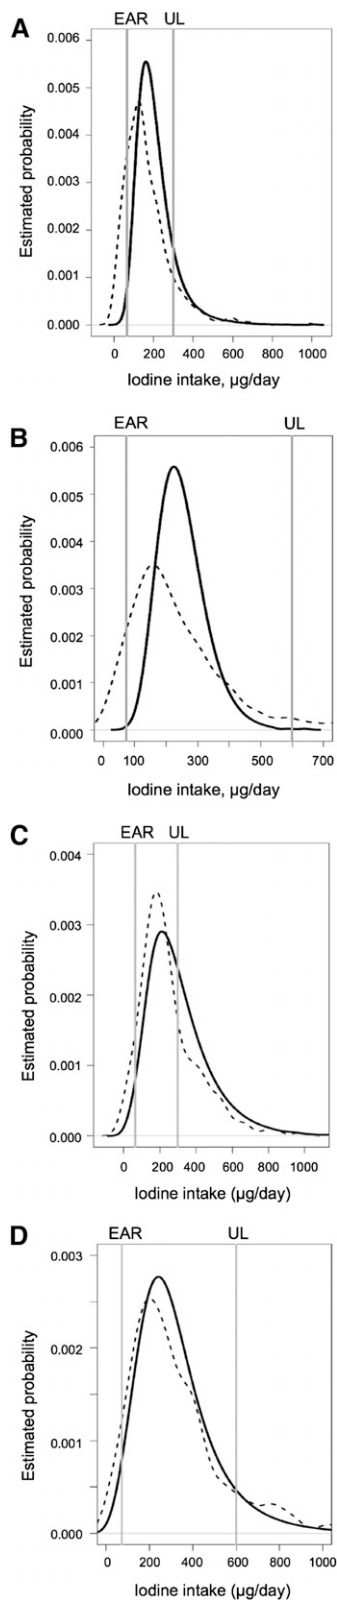 A
EAR UL
0.006
0.005
0.004
0.003
0.002
0.001
0.000
Estimated probability
0 200 400 600 800 1000
Iodine intake, µg/day
B
EAR UL
0.006
0.005
0.004
0.003
0.002
0.001
0.000
Estimated probability
0 100 300 500 700
Iodine intake, µg/day
C
EAR UL
0.004
0.003
0.002
0.001
0.000
Estimated probability
0 200 400 600 800 1000
Iodine intake (µg/day)
D
EAR UL
0.003
0.002
0.001
0.000
Estimated probability
0 200 400 600 800 1000
Iodine intake (µg/day)